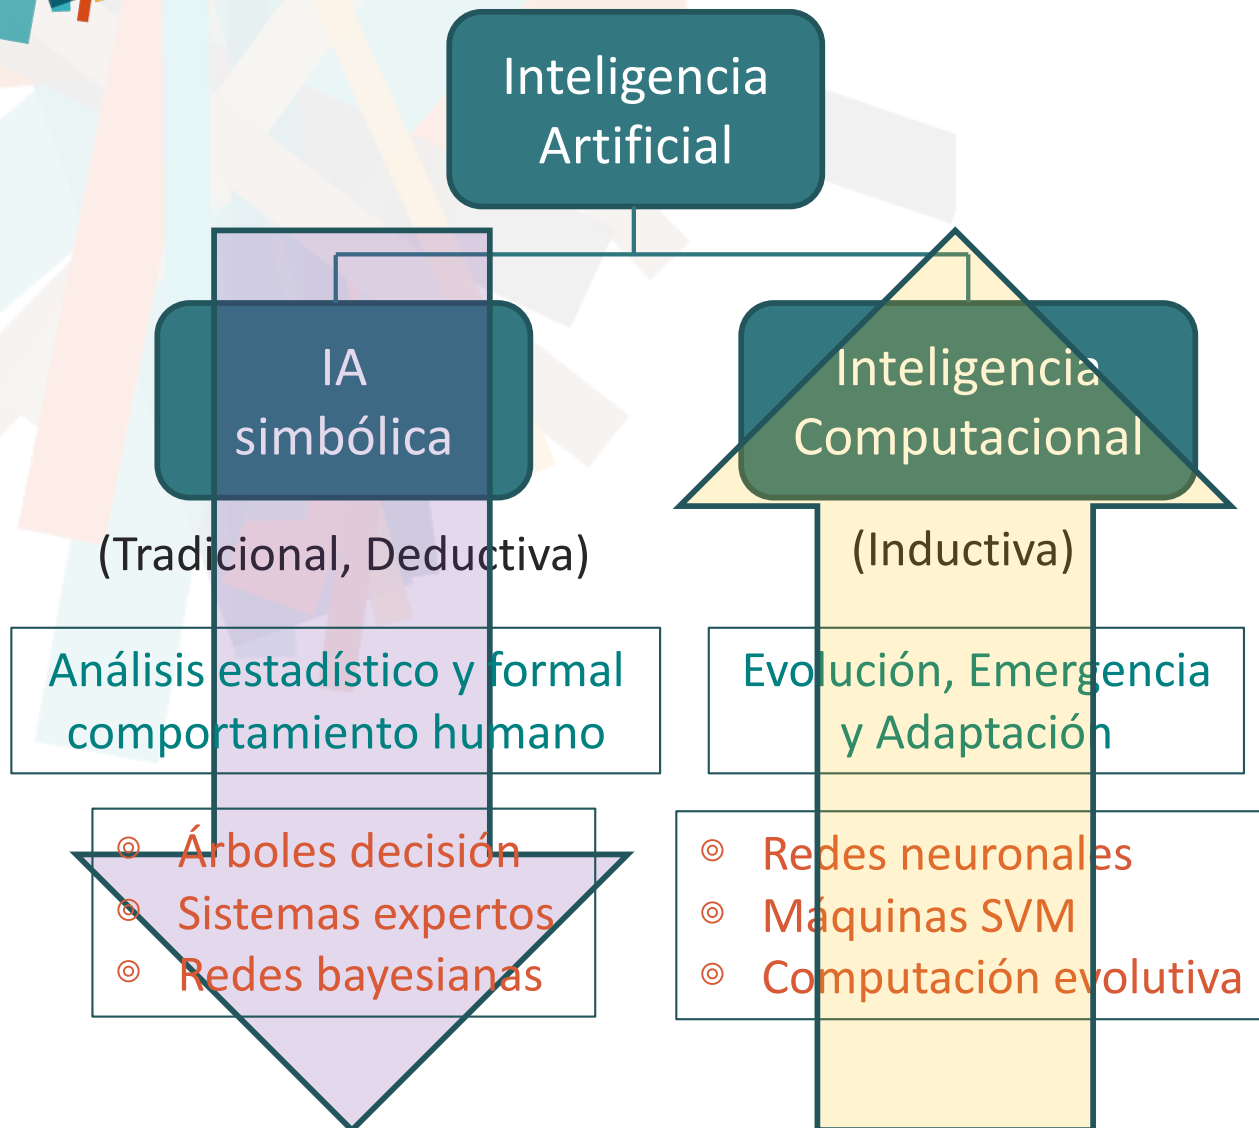 Inteligencia
Artificial
IA
simbólica
(Tradicional, Deductiva)
Análisis estadístico y formal
comportamiento humano
Árboles decisión
Sistemas expertos
Redes bayesianas
Inteligencia
Computacional
(Inductiva)
Evolución, Emergencia
y Adaptación
Redes neuronales
Máquinas SVM
Computación evolutiva